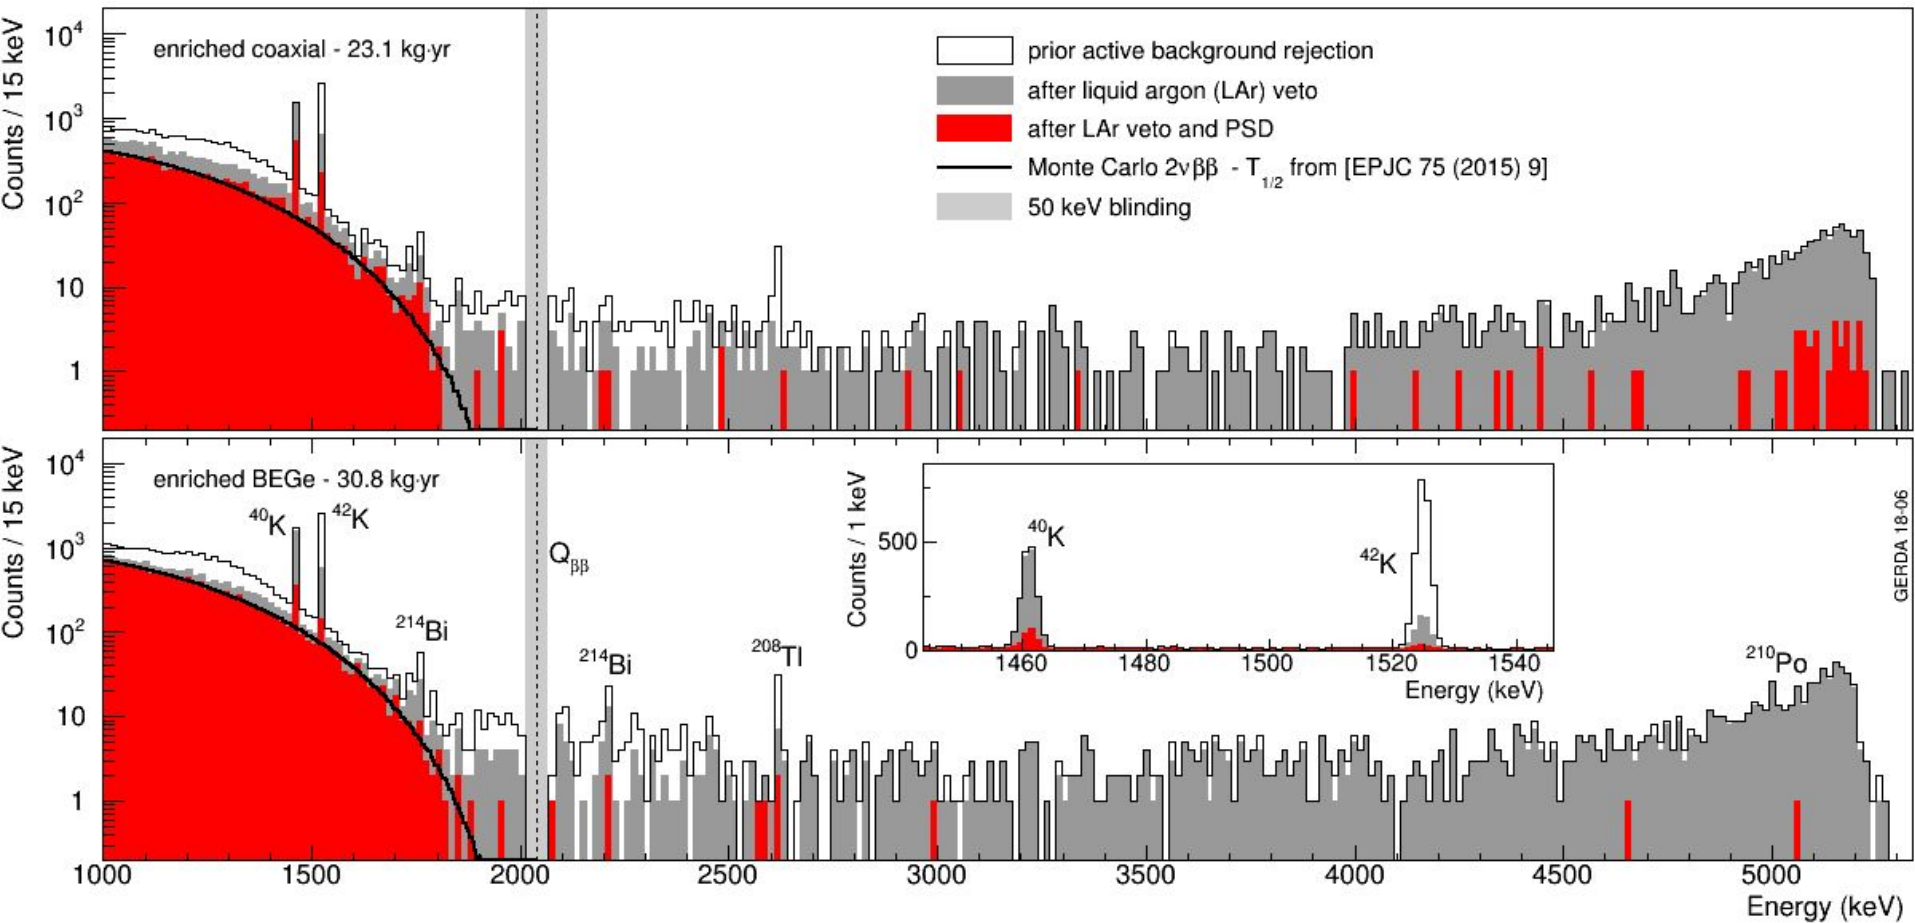 Counts / 15 keV
10⁴
10³
10²
10
1
enriched coaxial - 23.1 kg·yr
prior active background rejection
after liquid argon (LAr) veto
after LAr veto and PSD
Monte Carlo 2νββ - T₁/₂ from [EPJC 75 (2015) 9]
50 keV blinding
Counts / 15 keV
10⁴
10³
10²
10
1
enriched BEGe - 30.8 kg·yr
⁴⁰K
⁴²K
²¹⁴Bi
Qββ
²¹⁴Bi
²⁰⁸Tl
²¹⁰Po
Counts / 1 keV
500
0
⁴⁰K
⁴²K
1460 1480 1500 1520 1540
Energy (keV)
GERDA 18-06
1000 1500 2000 2500 3000 3500 4000 4500 5000
Energy (keV)